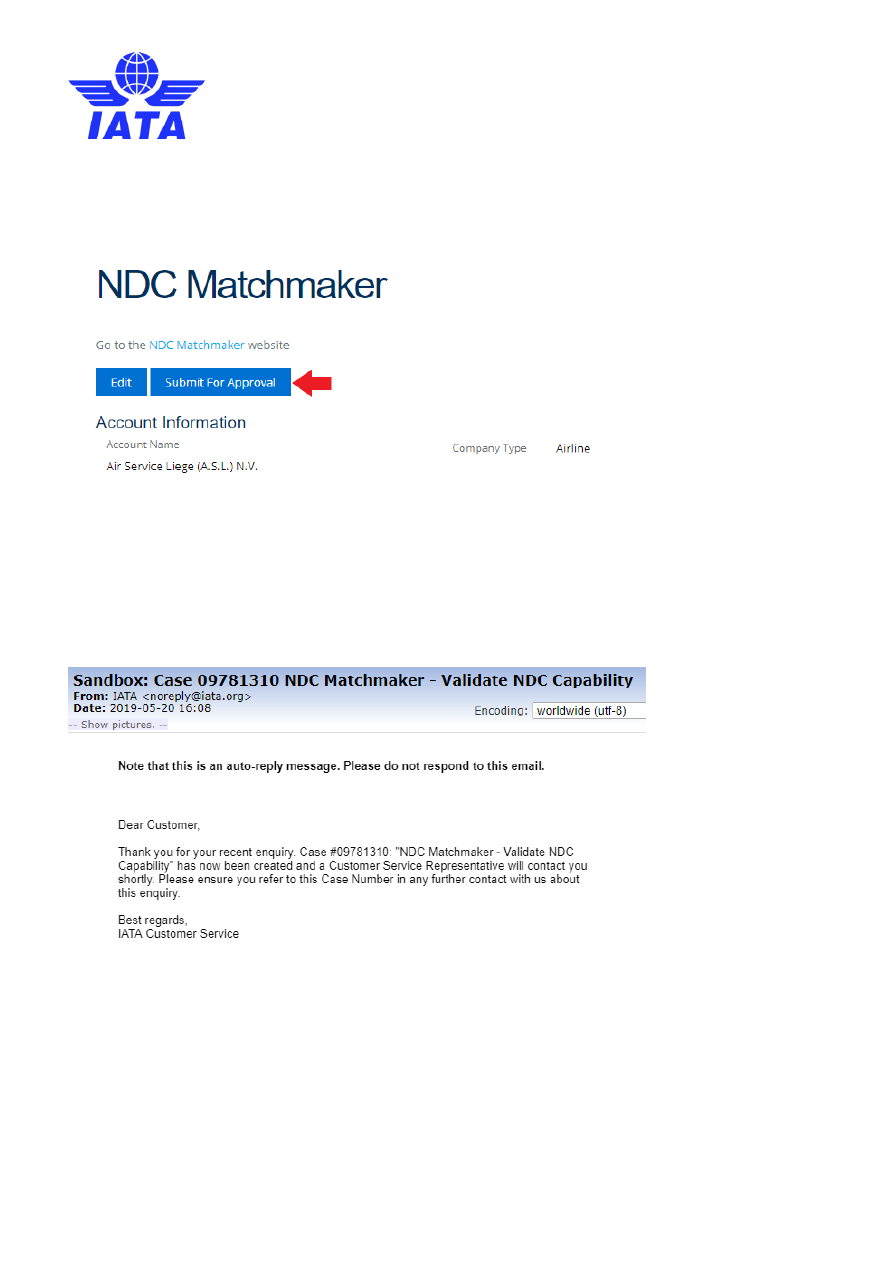 IATA
NDC Matchmaker
Go to the NDC Matchmaker website
Edit Submit For Approval
Account Information
Account Name
Company Type Airline
Air Service Liege (A.S.L.) N.V.
Sandbox: Case 09781310 NDC Matchmaker - Validate NDC Capability
From: IATA <noreply@iata.org>
Date: 2019-05-20 16:08
Encoding: worldwide (utf-8)
-- Show pictures. --
Note that this is an auto-reply message. Please do not respond to this email.
Dear Customer,
Thank you for your recent enquiry. Case #09781310: "NDC Matchmaker - Validate NDC
Capability" has now been created and a Customer Service Representative will contact you
shortly. Please ensure you refer to this Case Number in any further contact with us about
this enquiry.
Best regards,
IATA Customer Service